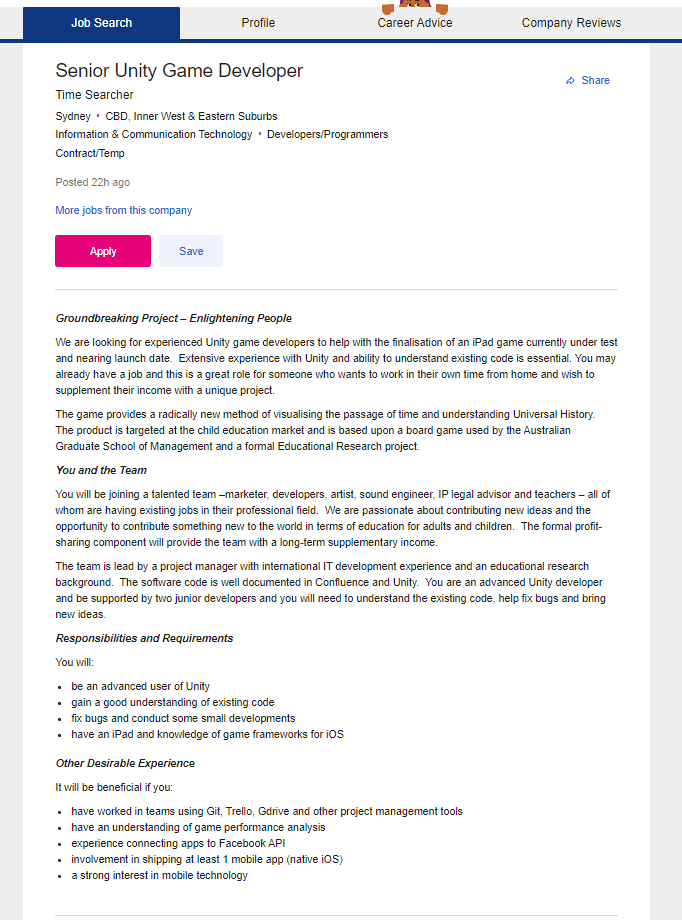 Job Search
Profile
Career Advice
Company Reviews
Senior Unity Game Developer
Share
Time Searcher
Sydney • CBD, Inner West & Eastern Suburbs
Information & Communication Technology • Developers/Programmers
Contract/Temp
Posted 22h ago
More jobs from this company
Apply
Save
Groundbreaking Project – Enlightening People
We are looking for experienced Unity game developers to help with the finalisation of an iPad game currently under test
and nearing launch date. Extensive experience with Unity and ability to understand existing code is essential. You may
already have a job and this is a great role for someone who wants to work in their own time from home and wish to
supplement their income with a unique project.
The game provides a radically new method of visualising the passage of time and understanding Universal History.
The product is targeted at the child education market and is based upon a board game used by the Australian
Graduate School of Management and a formal Educational Research project.
You and the Team
You will be joining a talented team –marketer, developers, artist, sound engineer, IP legal advisor and teachers – all of
whom are having existing jobs in their professional field. We are passionate about contributing new ideas and the
opportunity to contribute something new to the world in terms of education for adults and children. The formal profit-
sharing component will provide the team with a long-term supplementary income.
The team is lead by a project manager with international IT development experience and an educational research
background. The software code is well documented in Confluence and Unity. You are an advanced Unity developer
and be supported by two junior developers and you will need to understand the existing code, help fix bugs and bring
new ideas.
Responsibilities and Requirements
You will:
• be an advanced user of Unity
• gain a good understanding of existing code
• fix bugs and conduct some small developments
• have an iPad and knowledge of game frameworks for iOS
Other Desirable Experience
It will be beneficial if you:
• have worked in teams using Git, Trello, Gdrive and other project management tools
• have an understanding of game performance analysis
• experience connecting apps to Facebook API
• involvement in shipping at least 1 mobile app (native iOS)
• a strong interest in mobile technology